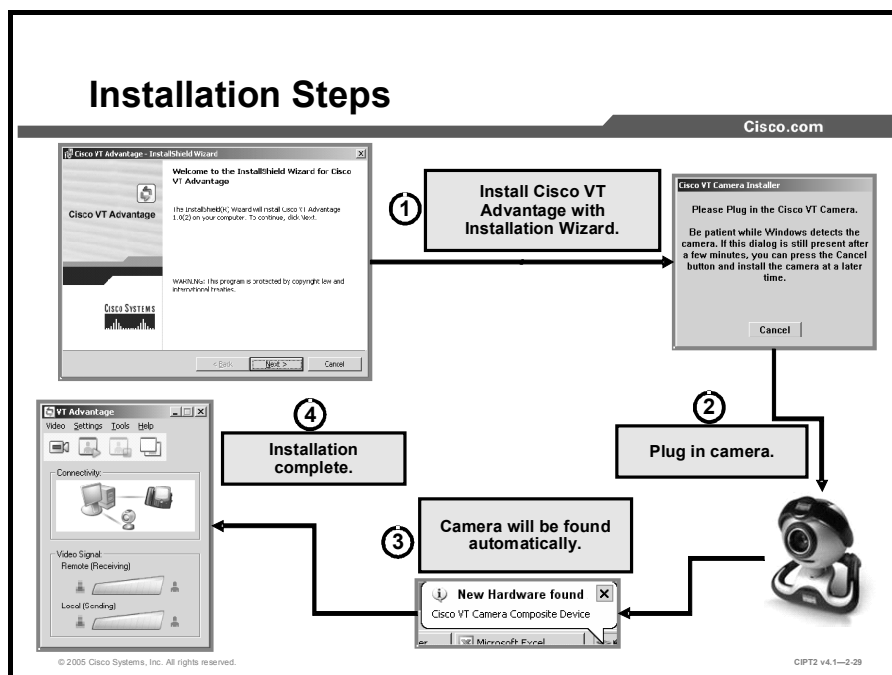 Installation Steps
Cisco.com
Cisco VT Advantage - InstallShield Wizard
Welcome to the InstallShield Wizard for Cisco
VT Advantage
Cisco VT Advantage
The InstallShield(R) Wizard will install Cisco VT Advantage
1.0(2) on your computer. To continue, click Next.
WARNING: This program is protected by copyright law and
international treaties.
CISCO SYSTEMS
< Back
Next >
Cancel
1
Install Cisco VT
Advantage with
Installation Wizard.
Cisco VT Camera Installer
Please Plug in the Cisco VT Camera.
Be patient while Windows detects the
camera. If this dialog is still present after
a few minutes, you can press the Cancel
button and install the camera at a later
time.
Cancel
2
Plug in camera.
3
Camera will be found
automatically.
New Hardware found
Cisco VT Camera Composite Device
er
Microsoft Excel
4
Installation
complete.
VT Advantage
Video Settings Tools Help
Connectivity:
Video Signal:
Remote (Receiving)
Local (Sending)
© 2005 Cisco Systems, Inc. All rights reserved.
CIPT2 v4.1—2-29